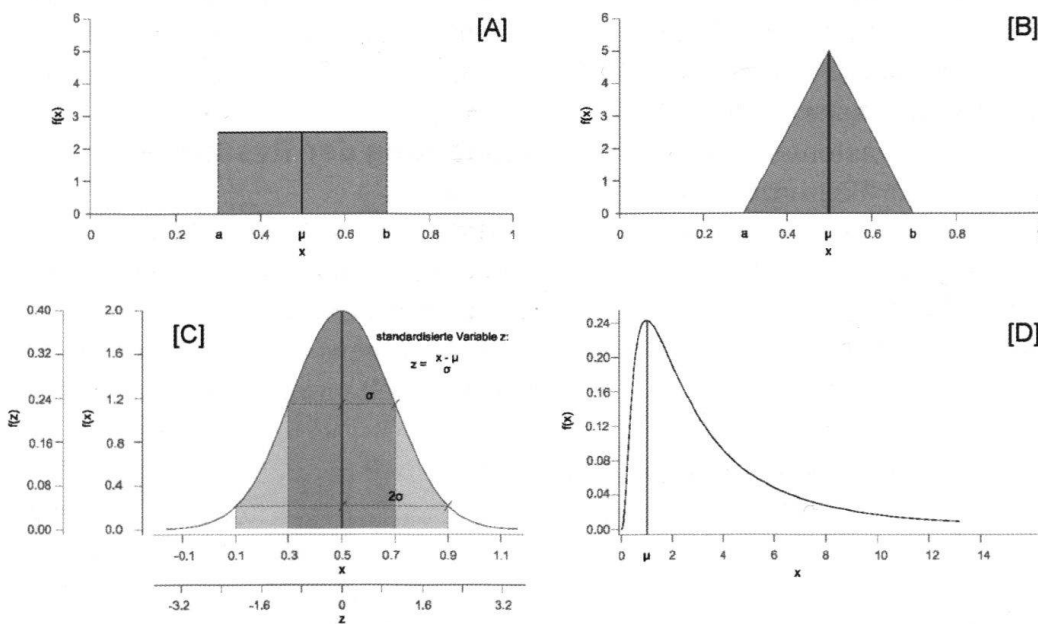 [A]
6
5
4
3
2
1
0
f(x)
0 0.2 a 0.4 µ 0.6 b 0.8 1
x
[B]
6
5
4
3
2
1
0
f(x)
0 0.2 a 0.4 µ 0.6 b 0.8
x
[C]
0.40
0.32
0.24
0.16
0.08
0.00
f(z)
2.0
1.6
1.2
0.8
0.4
0.0
f(x)
standardisierte Variable z:
z = x - µ
σ
σ
2σ
-0.1 0.1 0.3 0.5 0.7 0.9 1.1
x
-3.2 -1.6 0 1.6 3.2
z
[D]
0.24
0.20
0.16
0.12
0.08
0.04
0.00
f(x)
0 µ 2 4 6 8 10 12 14
x